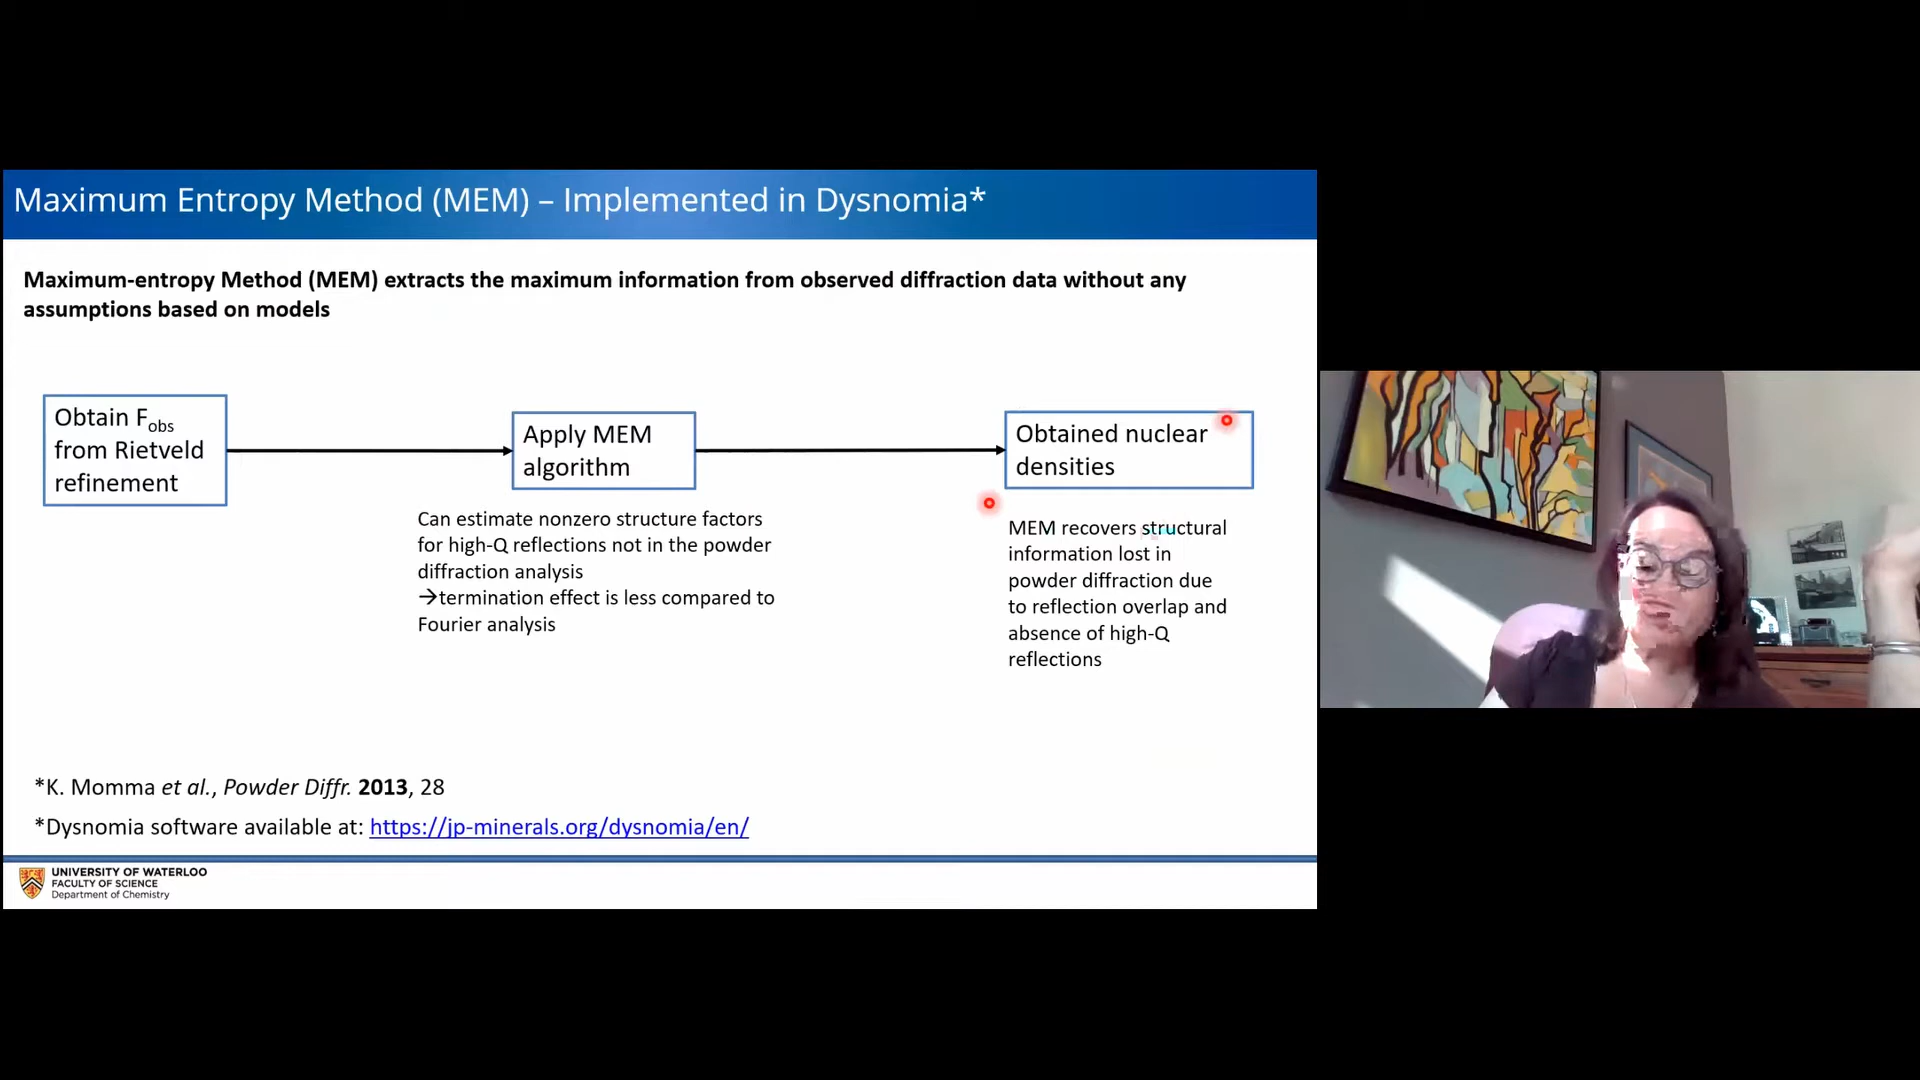 Maximum Entropy Method (MEM) – Implemented in Dysnomia*
Maximum-entropy Method (MEM) extracts the maximum information from observed diffraction data without any
assumptions based on models
Obtain Fobs
from Rietveld
refinement
Apply MEM
algorithm
Obtained nuclear
densities
Can estimate nonzero structure factors
for high-Q reflections not in the powder
diffraction analysis
→termination effect is less compared to
Fourier analysis
MEM recovers structural
information lost in
powder diffraction due
to reflection overlap and
absence of high-Q
reflections
*K. Momma et al., Powder Diffr. 2013, 28
*Dysnomia software available at: https://jp-minerals.org/dysnomia/en/
UNIVERSITY OF WATERLOO
FACULTY OF SCIENCE
Department of Chemistry